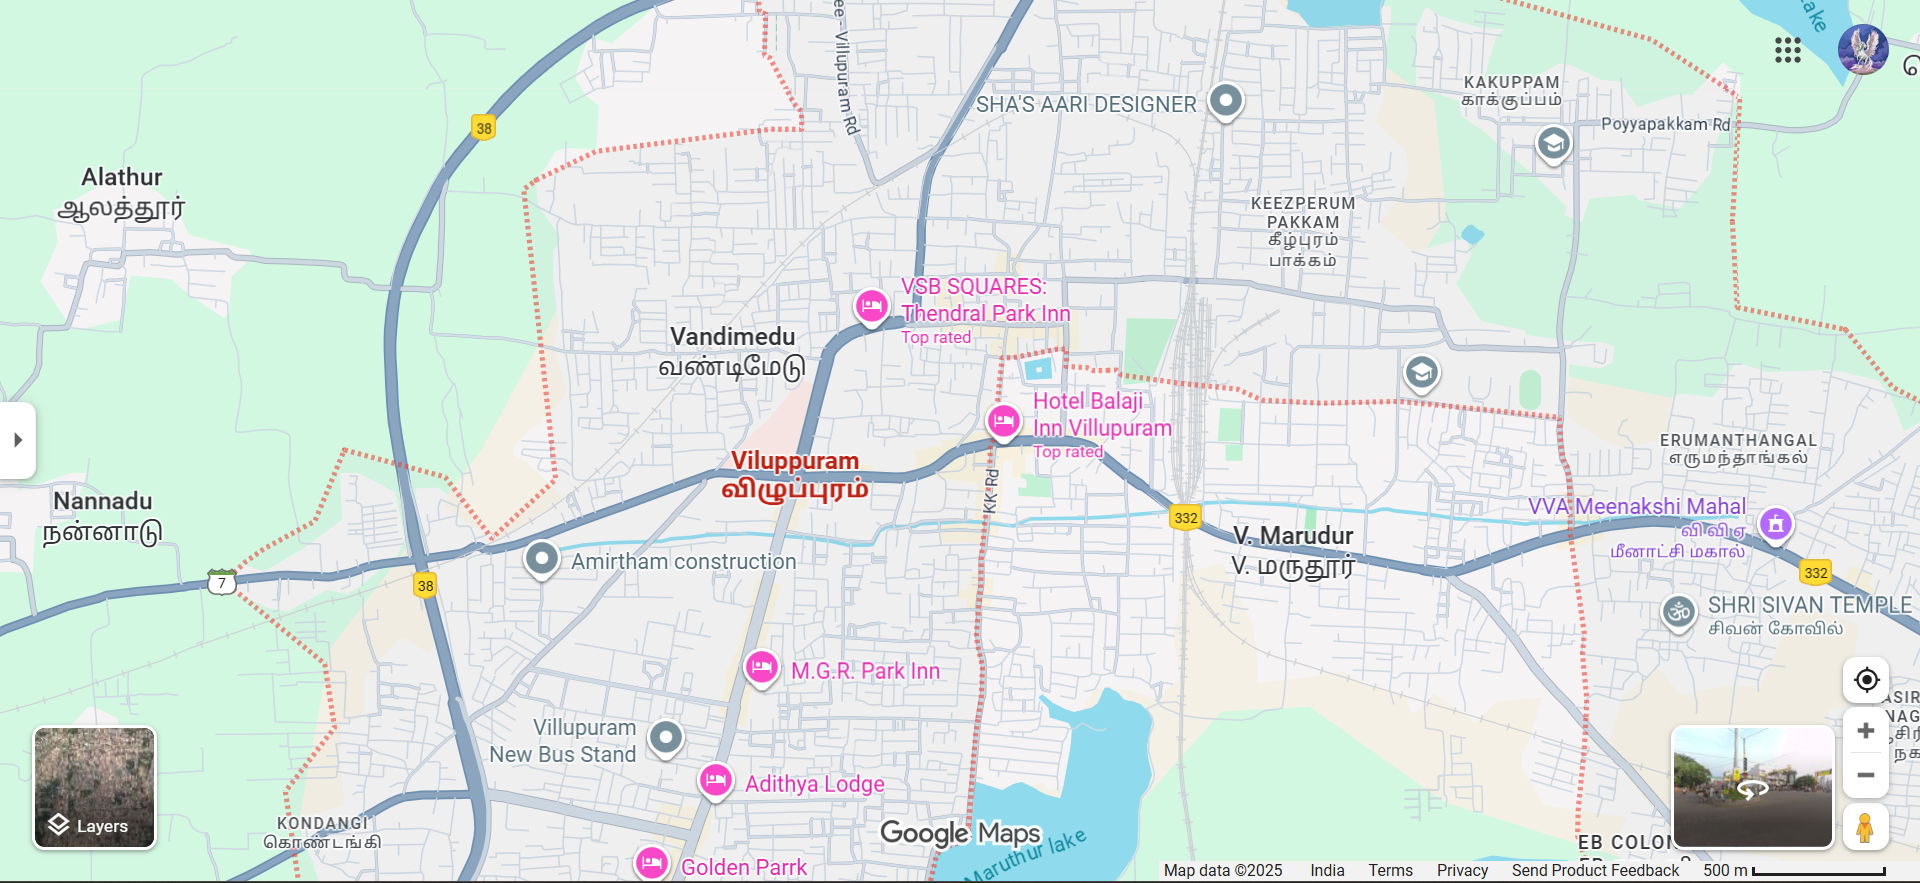 ee - Villupuram Rd
Lake
38
SHA'S AARI DESIGNER
KAKUPPAM
காக்குப்பம்
Poyyapakkam Rd
Alathur
ஆலத்தூர்
KEEZPERUM
PAKKAM
கீழ்புரம்
பாக்கம்
VSB SQUARES:
Thendral Park Inn
Top rated
Vandimedu
வண்டிமேடு
Hotel Balaji
Inn Villupuram
Top rated
ERUMANTHANGAL
எருமந்தாங்கல்
Viluppuram
விழுப்புரம்
KK Rd
Nannadu
நன்னாடு
332
VVA Meenakshi Mahal
வி வி ஏ
மீனாட்சி மகால்
V. Marudur
V. மருதூர்
Amirtham construction
7
38
332
SHRI SIVAN TEMPLE
சிவன் கோவில்
M.G.R. Park Inn
Villupuram
New Bus Stand
Adithya Lodge
Layers
KONDANGI
கொண்டங்கி
Google Maps
Maruthur lake
EB COLON
Golden Parrk
Map data ©2025 India Terms Privacy Send Product Feedback 500 m